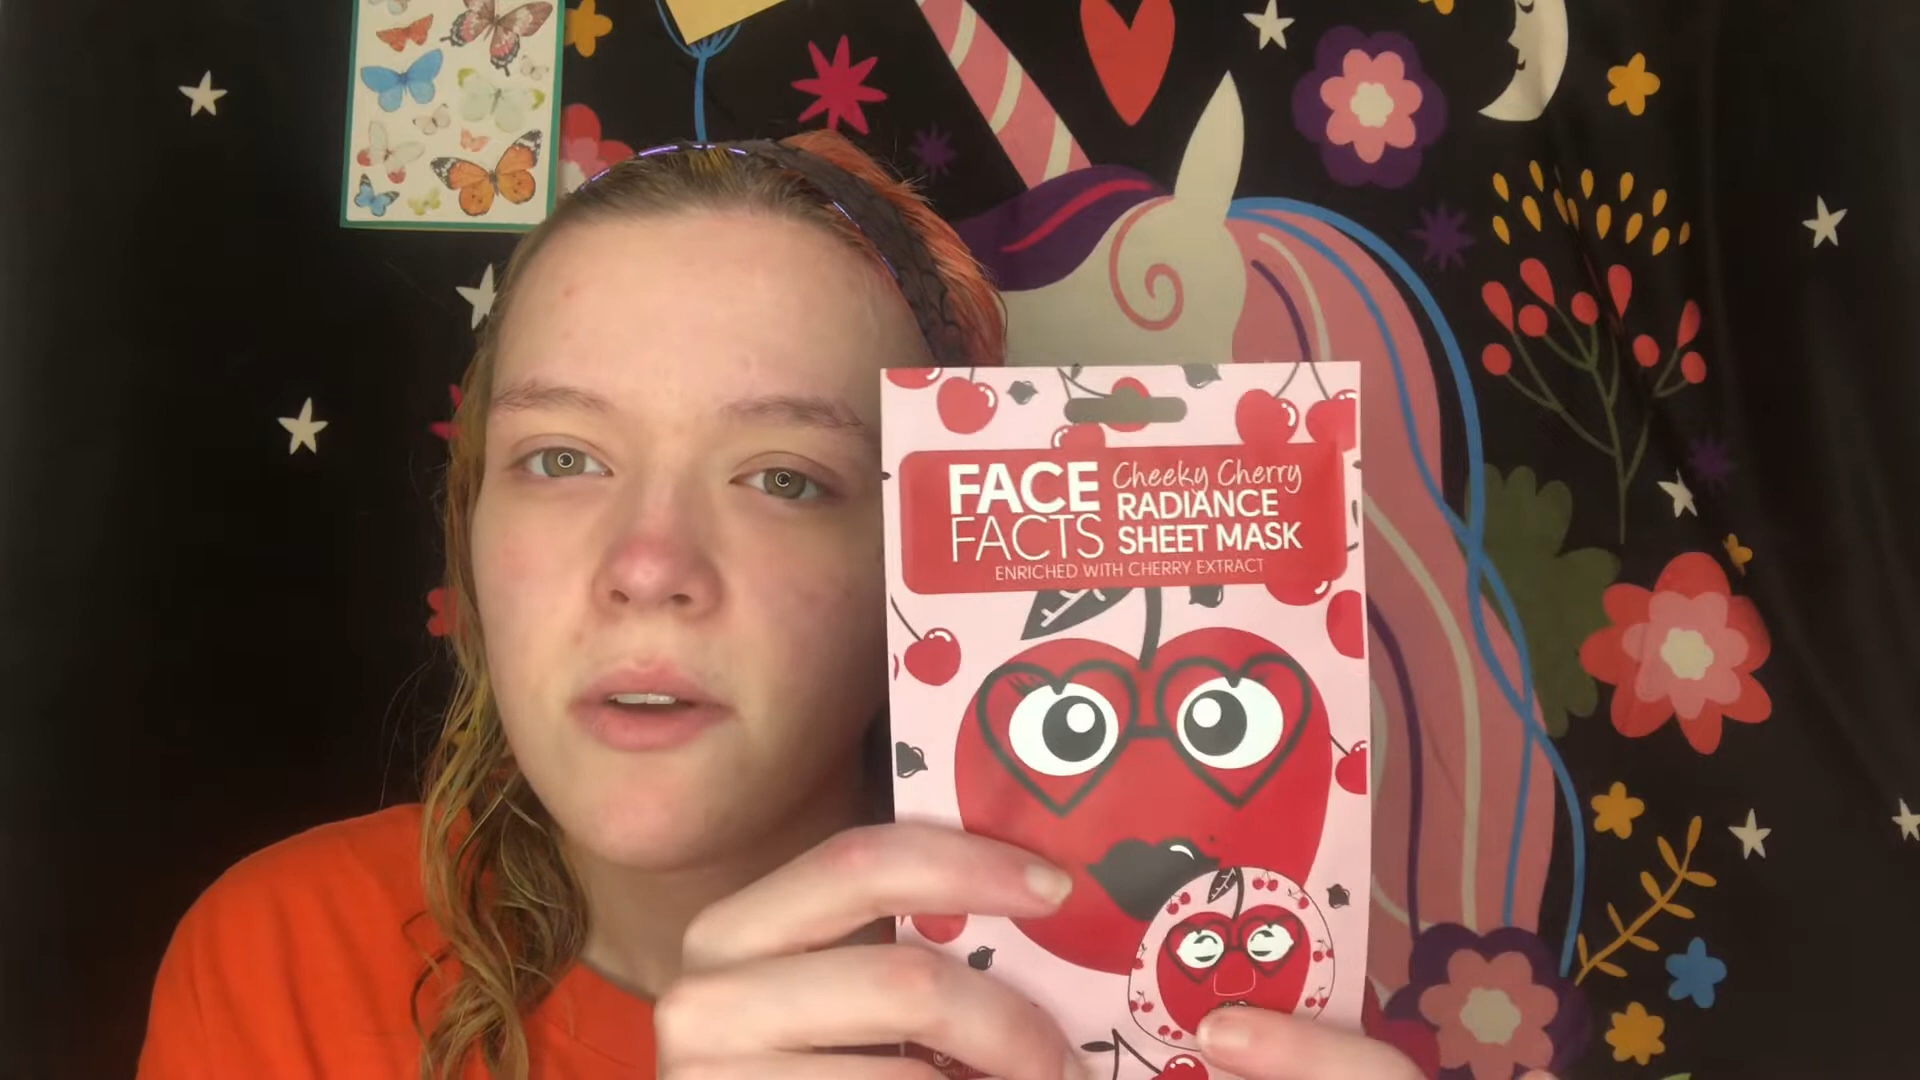 FACE
FACTS
Cheeky Cherry
RADIANCE
SHEET MASK
ENRICHED WITH CHERRY EXTRACT